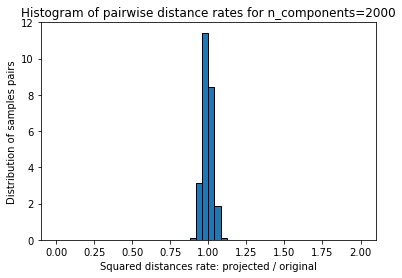 Histogram of pairwise distance rates for n_components=2000
12
10
8
6
4
2
0
Distribution of samples pairs
0.00 0.25 0.50 0.75 1.00 1.25 1.50 1.75 2.00
Squared distances rate: projected / original